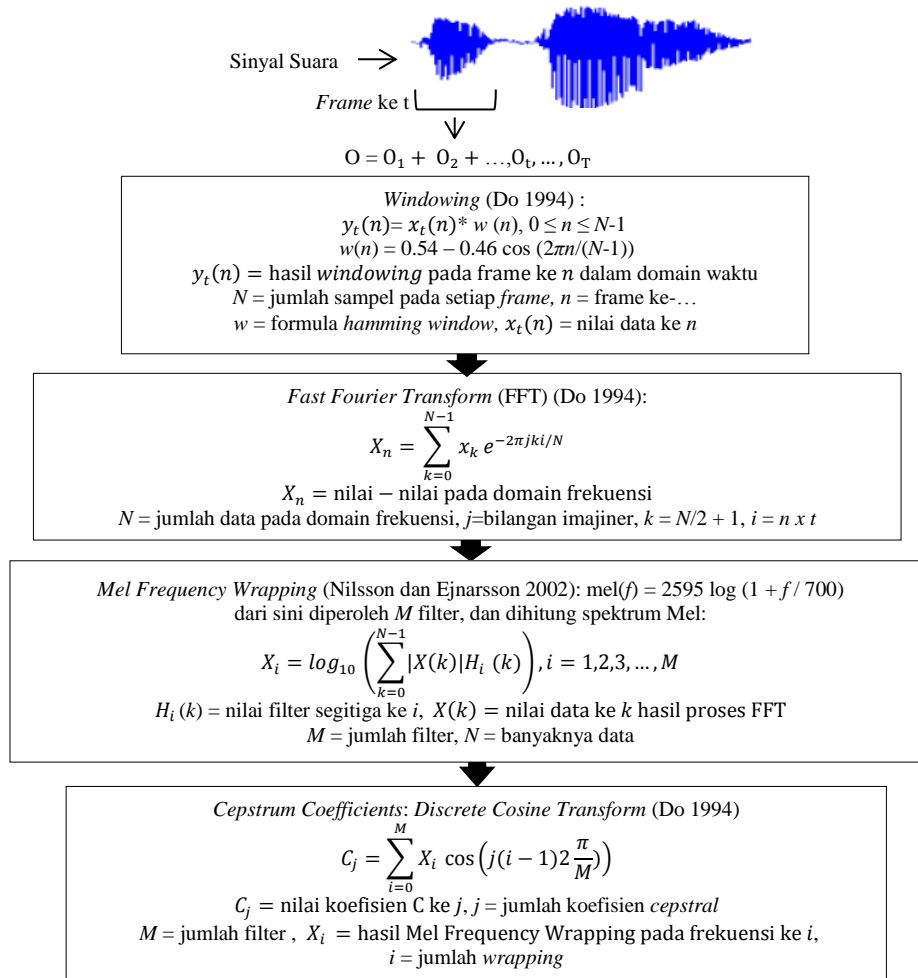 Sinyal Suara
Frame ke t
O = O₁ + O₂ + …,Oₜ, … , O_T
Windowing (Do 1994) :
yₜ(n)= xₜ(n)* w (n), 0 ≤ n ≤ N-1
w(n) = 0.54 – 0.46 cos (2πn/(N-1))
yₜ(n) = hasil windowing pada frame ke n dalam domain waktu
N = jumlah sampel pada setiap frame, n = frame ke-…
w = formula hamming window, xₜ(n) = nilai data ke n
Fast Fourier Transform (FFT) (Do 1994):
Xₙ = ∑_{k=0}^{N−1} xₖ e^{−2πjki/N}
Xₙ = nilai − nilai pada domain frekuensi
N = jumlah data pada domain frekuensi, j=bilangan imajiner, k = N/2 + 1, i = n x t
Mel Frequency Wrapping (Nilsson dan Ejnarsson 2002): mel(f) = 2595 log (1 + f / 700)
dari sini diperoleh M filter, dan dihitung spektrum Mel:
Xᵢ = log₁₀ (∑_{k=0}^{N−1} |X(k)|Hᵢ (k)) , i = 1,2,3, … , M
Hᵢ (k) = nilai filter segitiga ke i, X(k) = nilai data ke k hasil proses FFT
M = jumlah filter, N = banyaknya data
Cepstrum Coefficients: Discrete Cosine Transform (Do 1994)
Cⱼ = ∑_{i=0}^{M} Xᵢ cos (j(i − 1)2 π/M))
Cⱼ = nilai koefisien C ke j, j = jumlah koefisien cepstral
M = jumlah filter , Xᵢ = hasil Mel Frequency Wrapping pada frekuensi ke i,
i = jumlah wrapping